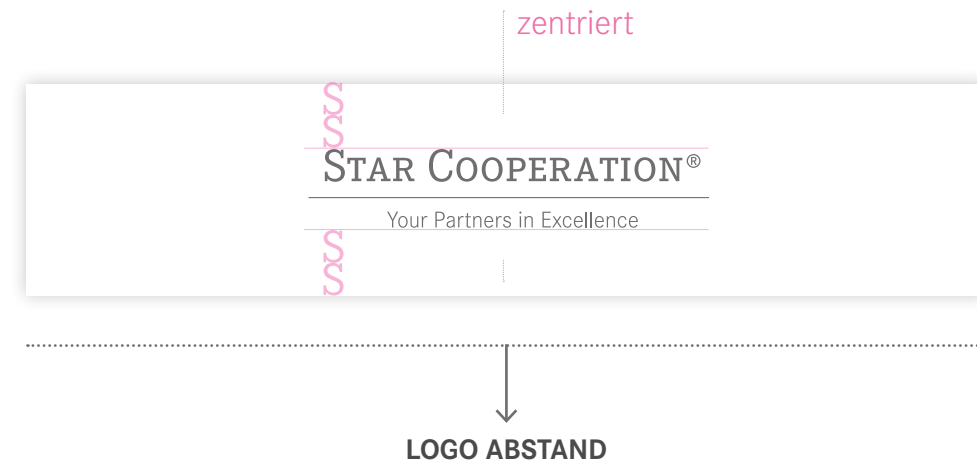 zentriert
S
S
STAR COOPERATION®
Your Partners in Excellence
S
S
LOGO ABSTAND